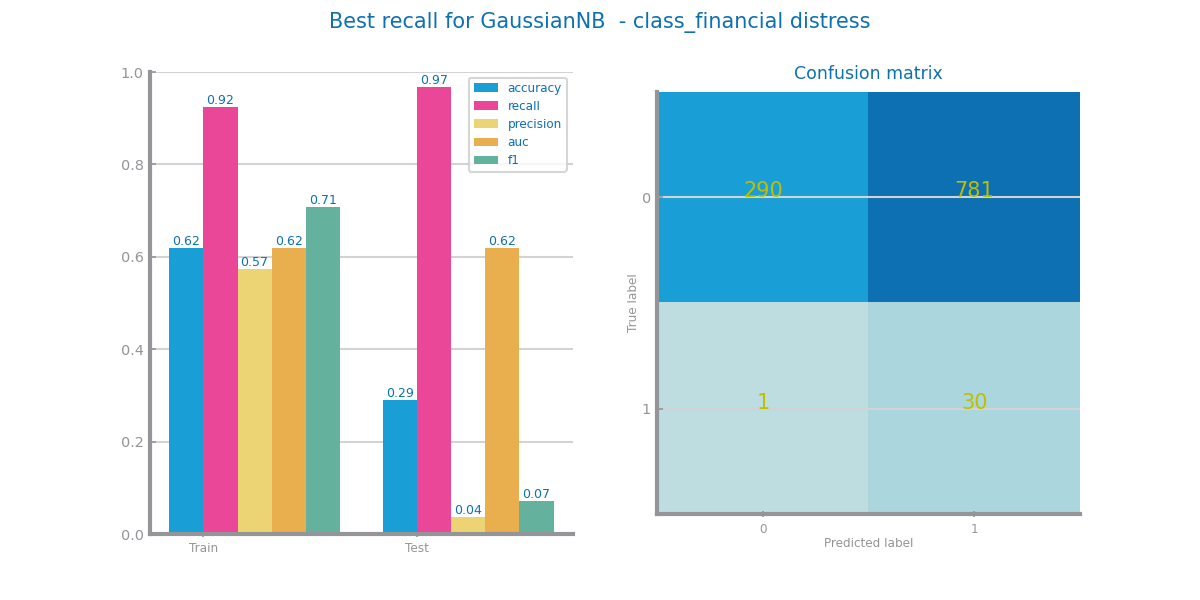 Best recall for GaussianNB - class_financial distress
1.0
0.8
0.6
0.4
0.2
0.0
0.62
0.92
0.57
0.62
0.71
0.29
0.97
0.04
0.62
0.07
Train
Test
accuracy
recall
precision
auc
f1
Confusion matrix
True label
0
1
290
781
1
30
0
1
Predicted label